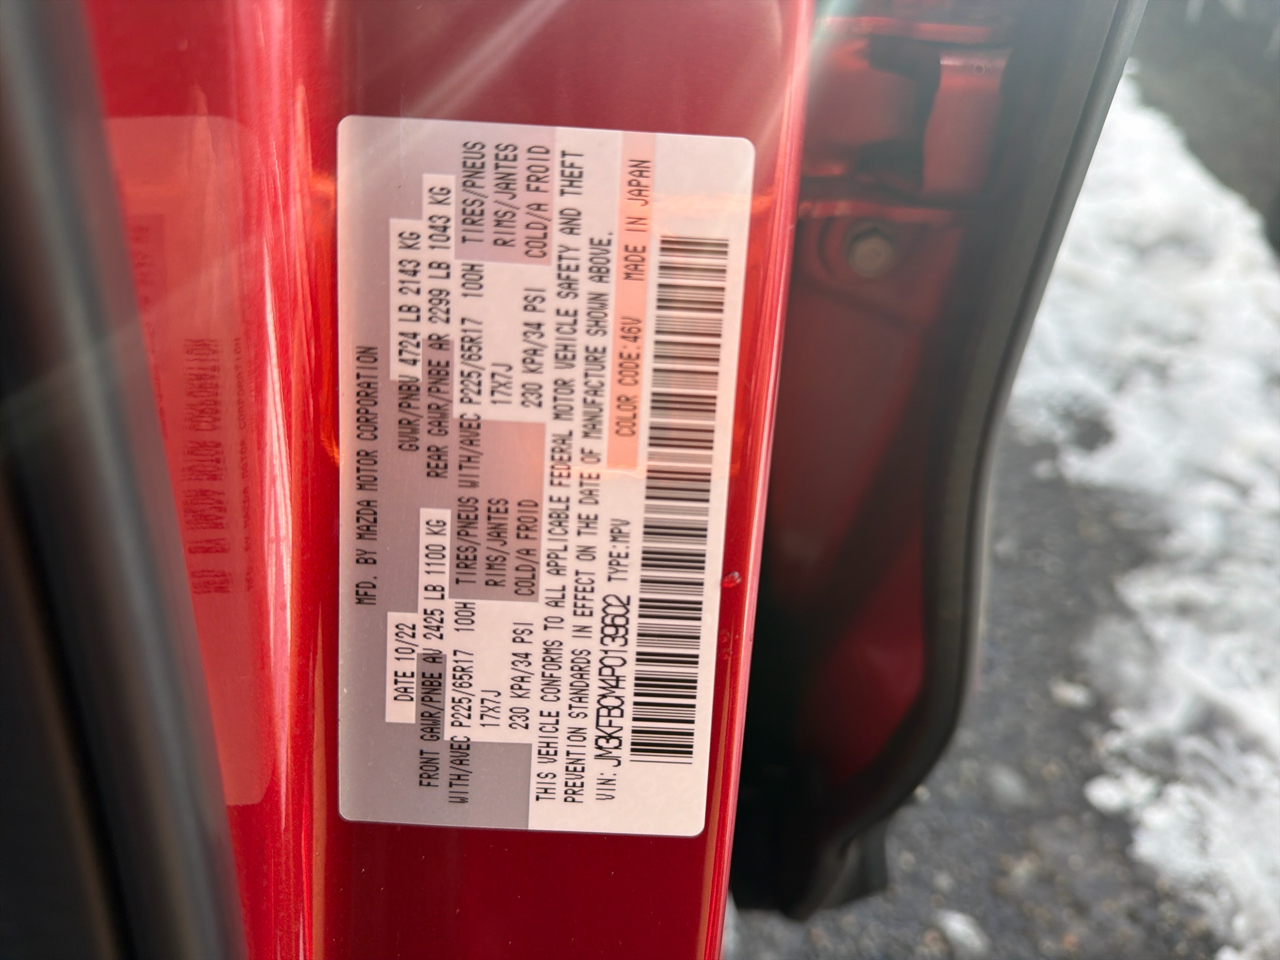 MFD. BY MAZDA MOTOR CORPORATION
DATE 10/22 GVWR/PNBV 4724 LB 2143 KG
FRONT GAWR/PNBE AV 2425 LB 1100 KG REAR GAWR/PNBE AR 2299 LB 1043 KG
WITH/AVEC P225/65R17 100H TIRES/PNEUS WITH/AVEC P225/65R17 100H TIRES/PNEUS
17X7J RIMS/JANTES 17X7J RIMS/JANTES
230 KPA/34 PSI COLD/A FROID 230 KPA/34 PSI COLD/A FROID
THIS VEHICLE CONFORMS TO ALL APPLICABLE FEDERAL MOTOR VEHICLE SAFETY AND THEFT
PREVENTION STANDARDS IN EFFECT ON THE DATE OF MANUFACTURE SHOWN ABOVE.
VIN: JM3KFBCM4P0139602 TYPE:MPV COLOR CODE:46V MADE IN JAPAN